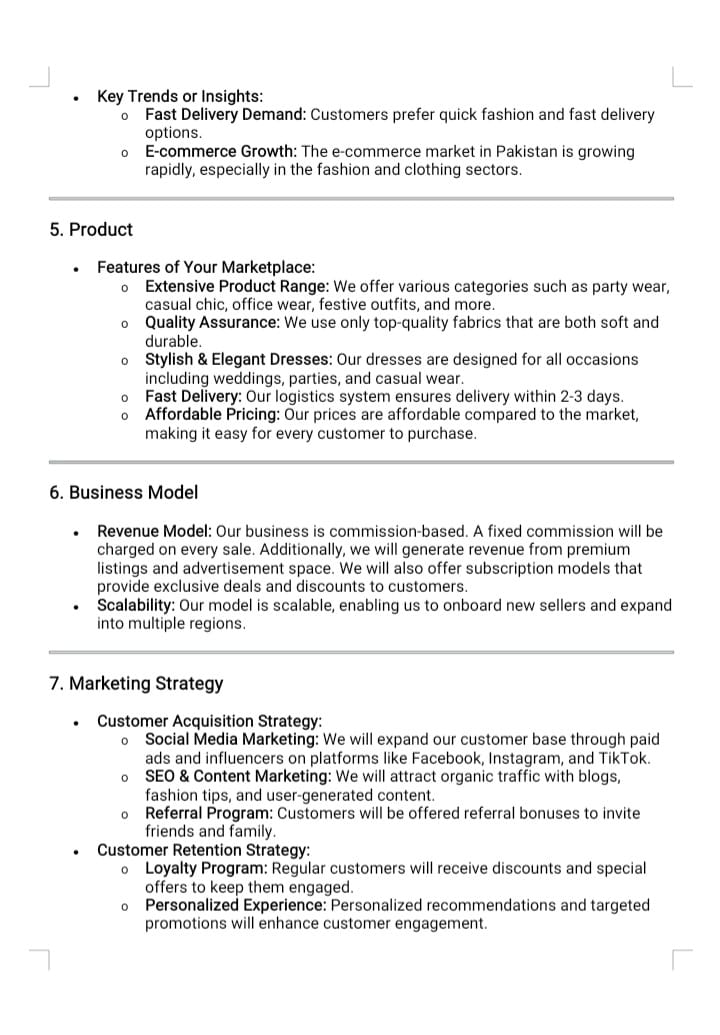 • Key Trends or Insights:
o Fast Delivery Demand: Customers prefer quick fashion and fast delivery
options.
o E-commerce Growth: The e-commerce market in Pakistan is growing
rapidly, especially in the fashion and clothing sectors.
5. Product
• Features of Your Marketplace:
o Extensive Product Range: We offer various categories such as party wear,
casual chic, office wear, festive outfits, and more.
o Quality Assurance: We use only top-quality fabrics that are both soft and
durable.
o Stylish & Elegant Dresses: Our dresses are designed for all occasions
including weddings, parties, and casual wear.
o Fast Delivery: Our logistics system ensures delivery within 2-3 days.
o Affordable Pricing: Our prices are affordable compared to the market,
making it easy for every customer to purchase.
6. Business Model
• Revenue Model: Our business is commission-based. A fixed commission will be
charged on every sale. Additionally, we will generate revenue from premium
listings and advertisement space. We will also offer subscription models that
provide exclusive deals and discounts to customers.
• Scalability: Our model is scalable, enabling us to onboard new sellers and expand
into multiple regions.
7. Marketing Strategy
• Customer Acquisition Strategy:
o Social Media Marketing: We will expand our customer base through paid
ads and influencers on platforms like Facebook, Instagram, and TikTok.
o SEO & Content Marketing: We will attract organic traffic with blogs,
fashion tips, and user-generated content.
o Referral Program: Customers will be offered referral bonuses to invite
friends and family.
• Customer Retention Strategy:
o Loyalty Program: Regular customers will receive discounts and special
offers to keep them engaged.
o Personalized Experience: Personalized recommendations and targeted
promotions will enhance customer engagement.